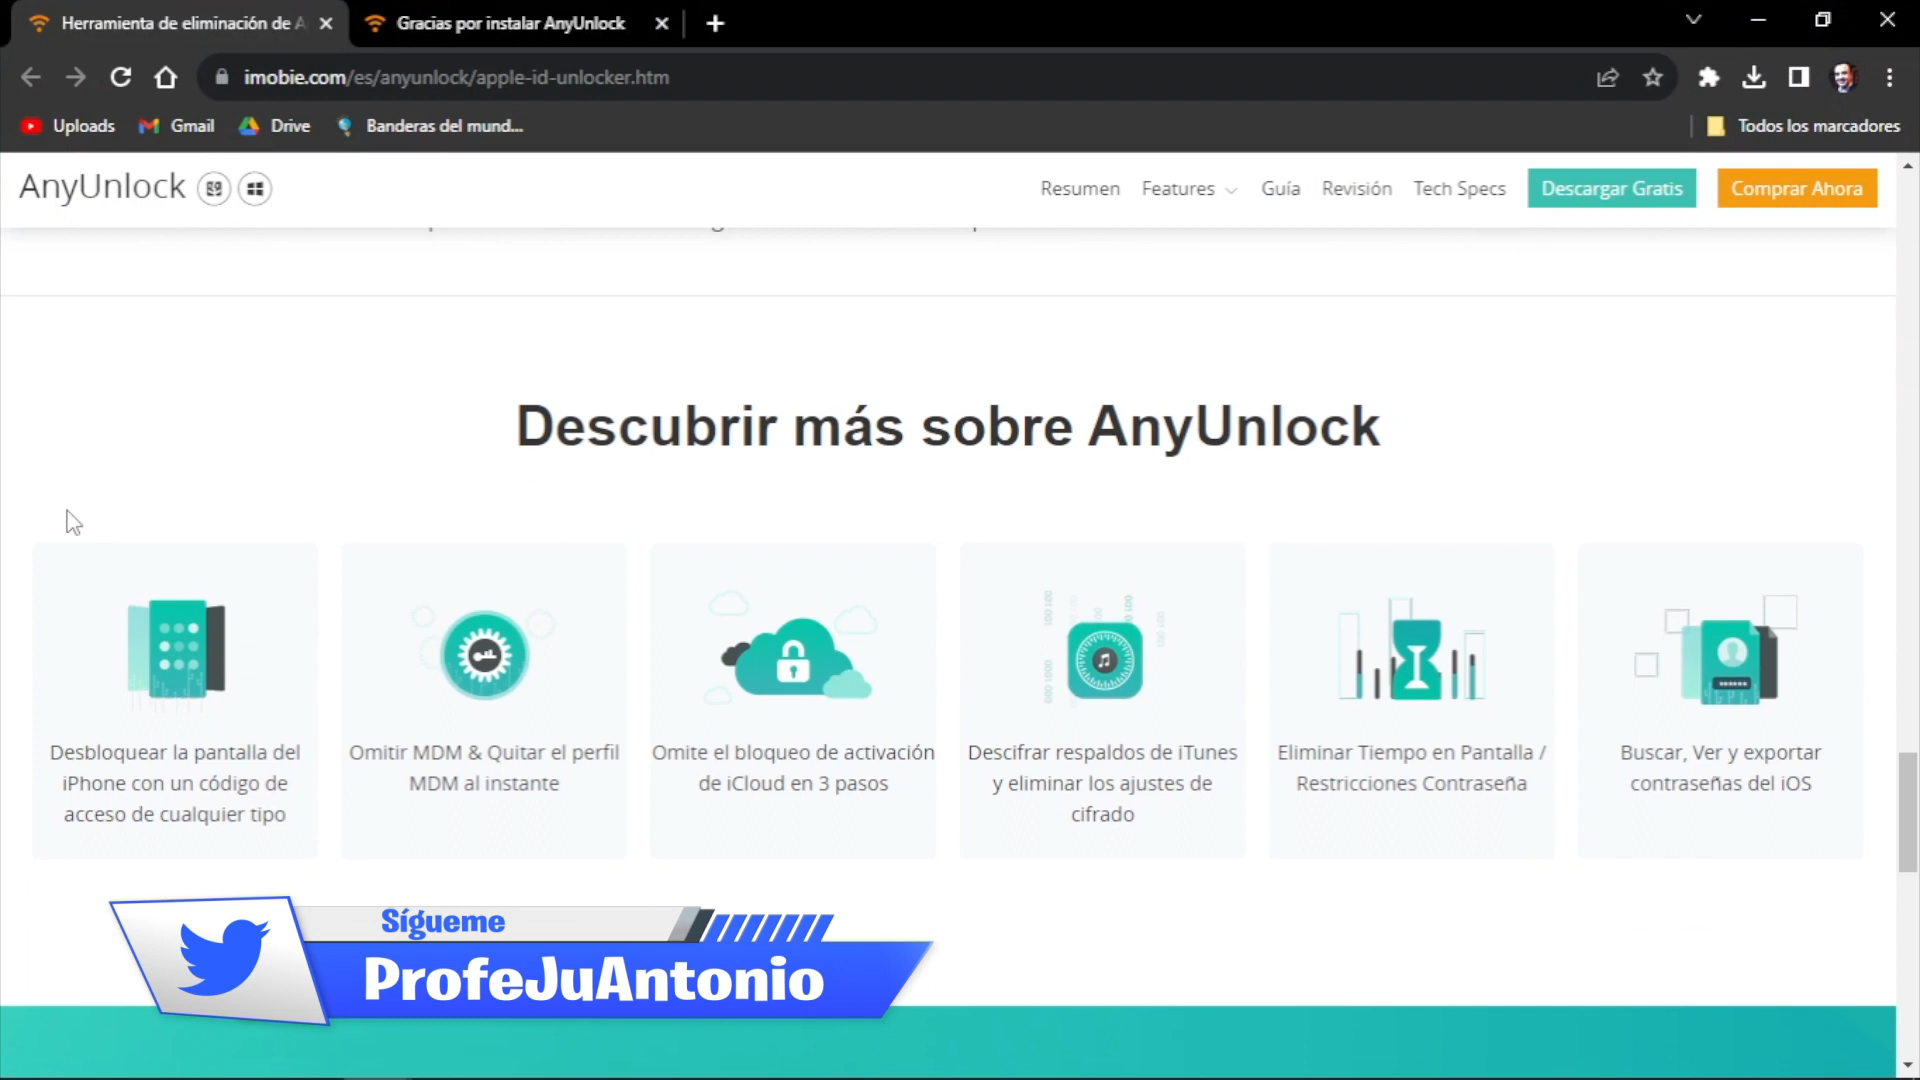 Herramienta de eliminación de A
Gracias por instalar AnyUnlock
imobie.com/es/anyunlock/apple-id-unlocker.htm
Uploads
Gmail
Drive
Banderas del mund...
Todos los marcadores
AnyUnlock
Resumen
Features
Guía
Revisión
Tech Specs
Descargar Gratis
Comprar Ahora
Descubrir más sobre AnyUnlock
Desbloquear la pantalla del
iPhone con un código de
acceso de cualquier tipo
Omitir MDM & Quitar el perfil
MDM al instante
Omite el bloqueo de activación
de iCloud en 3 pasos
Descifrar respaldos de iTunes
y eliminar los ajustes de
cifrado
Eliminar Tiempo en Pantalla /
Restricciones Contraseña
Buscar, Ver y exportar
contraseñas del iOS
Sígueme
ProfeJuAntonio